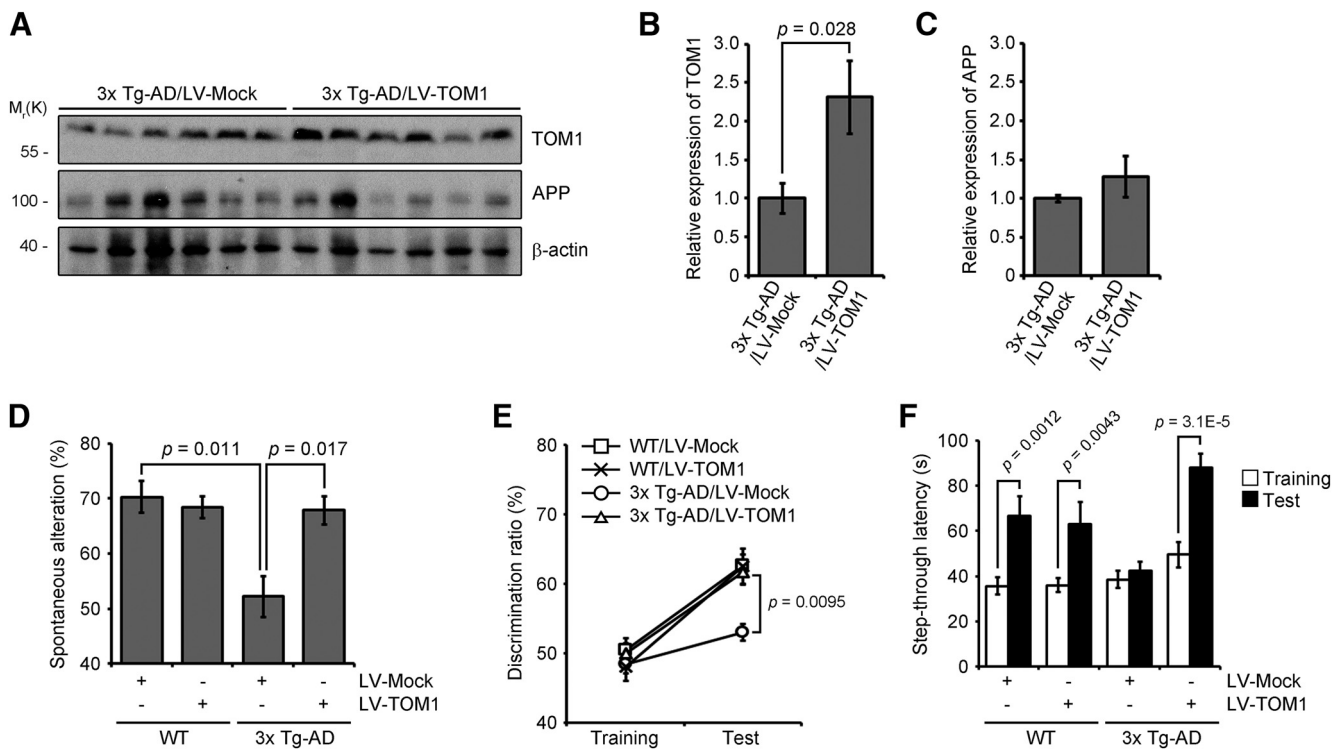 A
3x Tg-AD/LV-Mock
3x Tg-AD/LV-TOM1
Mr(K)
TOM1
55 -
APP
100 -
40 -
β-actin
B
p = 0.028
Relative expression of TOM1
3.0
2.5
2.0
1.5
1.0
0.5
0
3x Tg-AD
/LV-Mock
3x Tg-AD
/LV-TOM1
C
Relative expression of APP
3.0
2.5
2.0
1.5
1.0
0.5
0
3x Tg-AD
/LV-Mock
3x Tg-AD
/LV-TOM1
D
Spontaneous alteration (%)
80
70
60
50
40
p = 0.011
p = 0.017
+ - + - LV-Mock
- + - + LV-TOM1
WT
3x Tg-AD
E
Discrimination ratio (%)
80
70
60
50
40
WT/LV-Mock
WT/LV-TOM1
3x Tg-AD/LV-Mock
3x Tg-AD/LV-TOM1
p = 0.0095
Training
Test
F
Step-through latency (s)
100
80
60
40
20
0
p = 0.0012
p = 0.0043
p = 3.1E-5
Training
Test
+ - + - LV-Mock
- + - + LV-TOM1
WT
3x Tg-AD